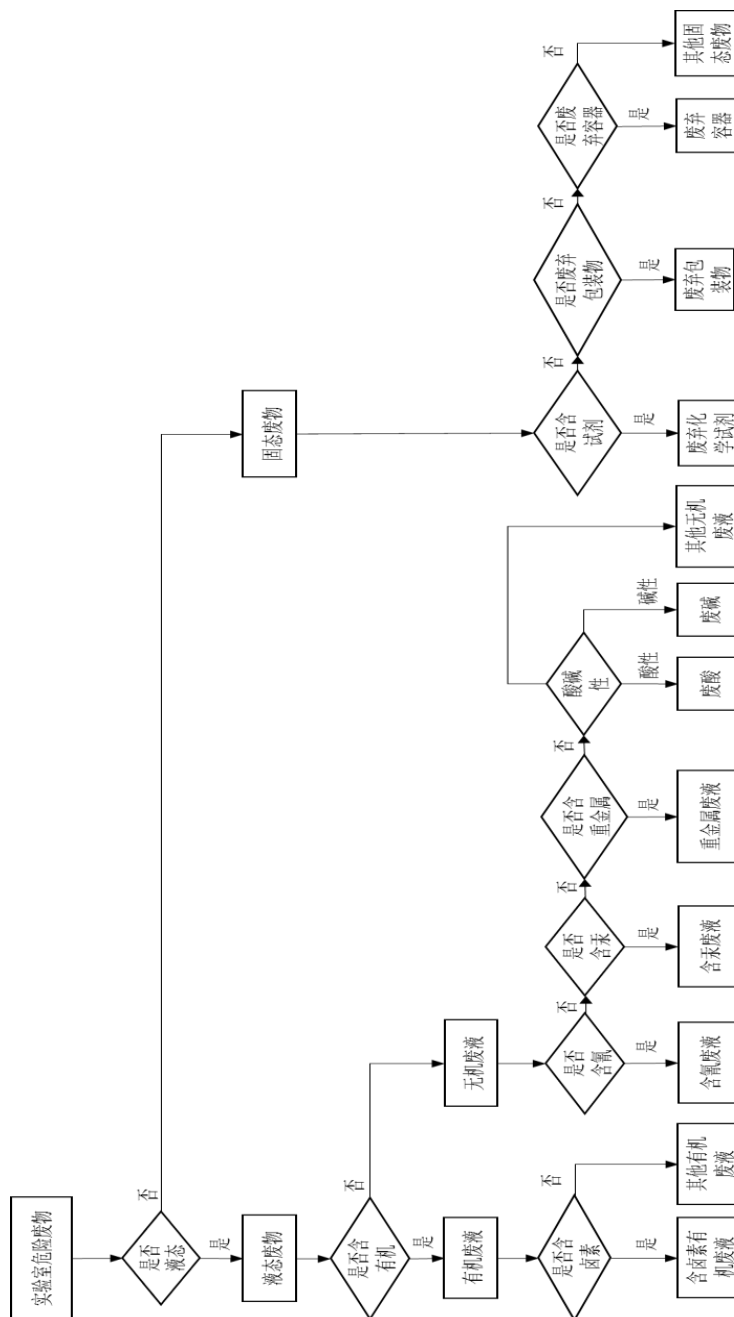 实验室危险废物
是否
液态
否
是
液态废物
固态废物
是否含
有机
否
是
有机废液
无机废液
是否含
卤素
否
是
含卤素有
机废液
其他有机
废液
是否
含氰
否
是
含氰废液
是否
含汞
否
是
含汞废液
是否含
重金属
否
是
重金属废液
酸碱
性
酸性
碱性
废酸
废碱
其他无机
废液
是否含
试剂
否
是
废弃化
学试剂
是否废弃
包装物
否
是
废弃包
装物
是否废
弃容器
否
是
废弃
容器
其他固
态废物